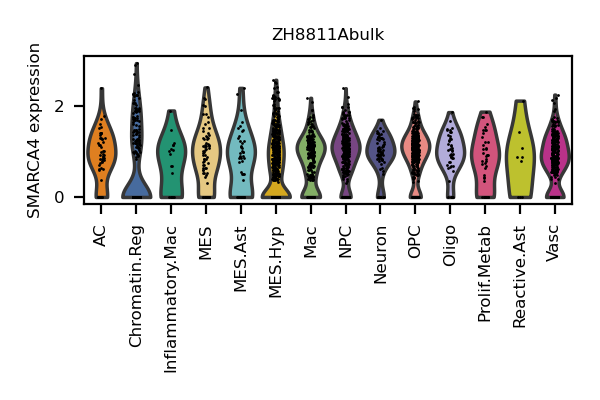 ZH8811Abulk
SMARCA4 expression
2
0
AC
Chromatin.Reg
Inflammatory.Mac
MES
MES.Ast
MES.Hyp
Mac
NPC
Neuron
OPC
Oligo
Prolif.Metab
Reactive.Ast
Vasc